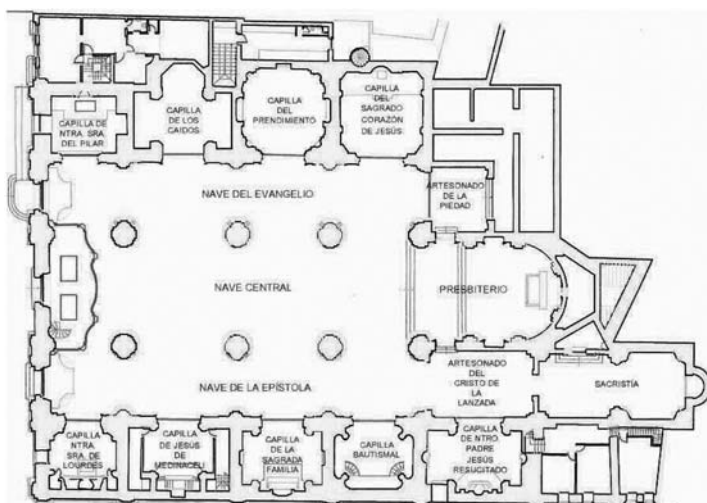 CAPILLA DE
NTRA. SRA.
DEL PILAR
CAPILLA
DE LOS
CAIDOS
CAPILLA
DEL
PRENDIMIENTO
CAPILLA
DEL
SAGRADO
CORAZÓN
DE JESÚS
NAVE DEL EVANGELIO
ARTESONADO
DE LA
PIEDAD
NAVE CENTRAL
PRESBITERIO
NAVE DE LA EPÍSTOLA
ARTESONADO
DEL
CRISTO DE
LA
LANZADA
SACRISTÍA
CAPILLA
NTRA.
SRA. DE
LOURDES
CAPILLA
DE JESÚS
DE
MEDINACELI
CAPILLA
DE LA
SAGRADA
FAMILIA
CAPILLA
BAUTISMAL
CAPILLA
DE NTRO.
PADRE
JESÚS
RESUCITADO